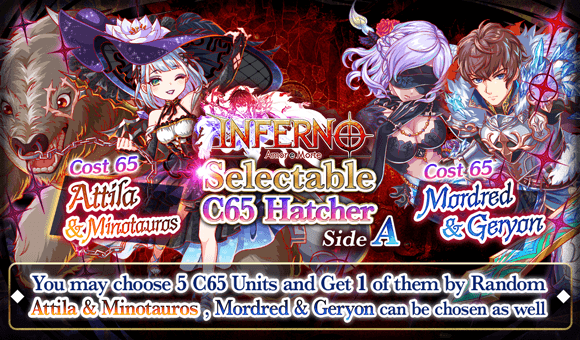 INFERNO
Amor e Morte
Selectable
C65 Hatcher
Side A
Cost 65
Attila
& Minotauros
Cost 65
Mordred
& Geryon
You may choose 5 C65 Units and Get 1 of them by Random
Attila & Minotauros , Mordred & Geryon can be chosen as well